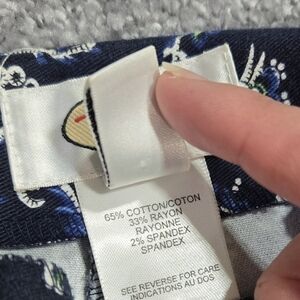 65% COTTON/COTON
33% RAYON
RAYONNE
2% SPANDEX
SPANDEX
SEE REVERSE FOR CARE
INDICATIONS AU DOS